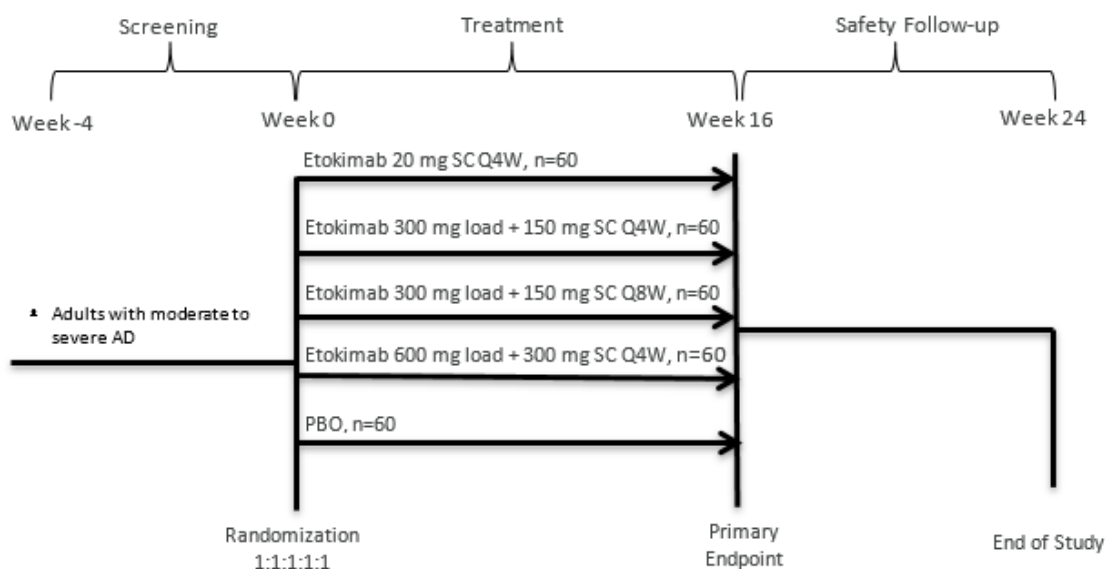 Screening Treatment Safety Follow-up
Week -4 Week 0 Week 16 Week 24
Etokimab 20 mg SC Q4W, n=60
Etokimab 300 mg load + 150 mg SC Q4W, n=60
Etokimab 300 mg load + 150 mg SC Q8W, n=60
Adults with moderate to
severe AD
Etokimab 600 mg load + 300 mg SC Q4W, n=60
PBO, n=60
Randomization
1:1:1:1:1
Primary
Endpoint
End of Study